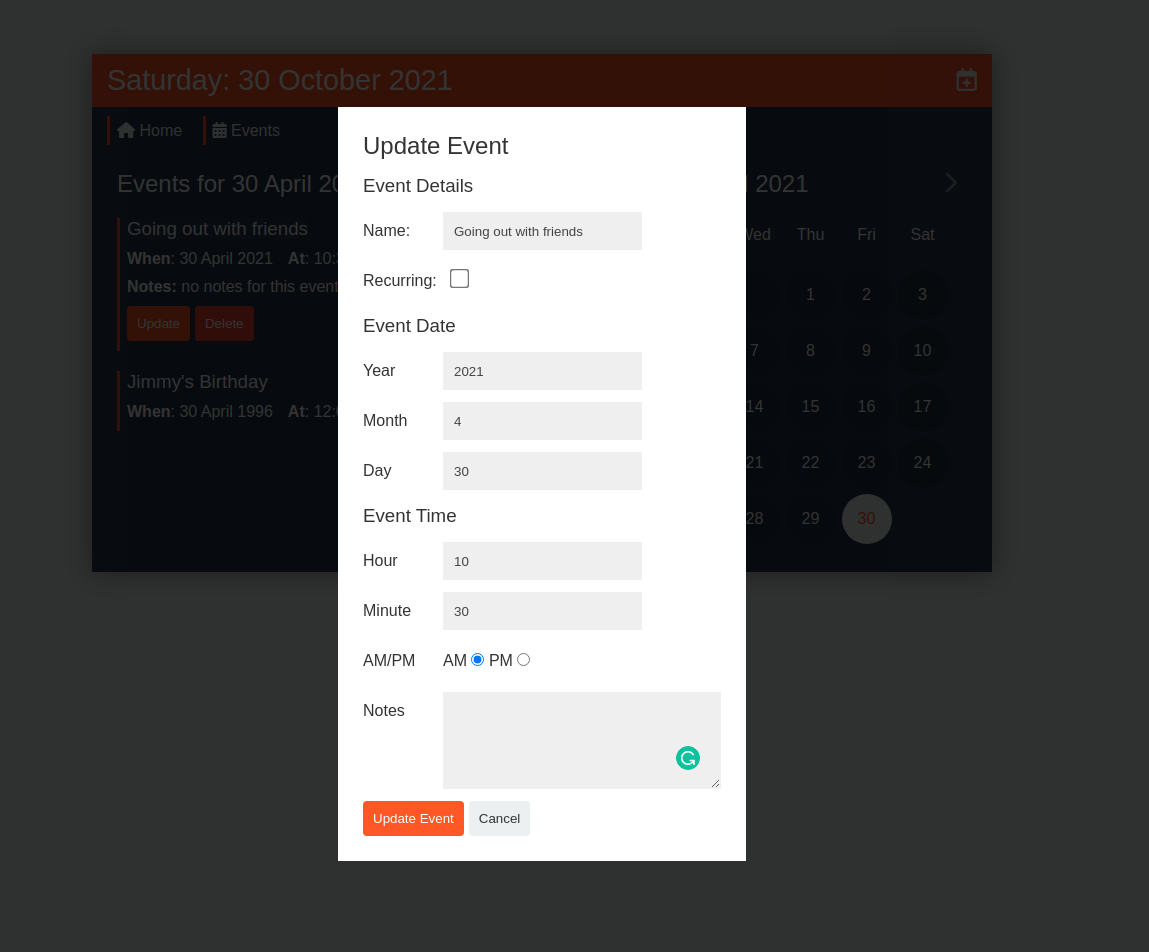 Saturday: 30 October 2021
Home Events
Events for 30 April 20
2021
Going out with friends
When: 30 April 2021 At: 10:
Notes: no notes for this event
Update Delete
Jimmy's Birthday
When: 30 April 1996 At: 12:
Update Event
Event Details
Name: Going out with friends
Recurring:
Event Date
Year 2021
Month 4
Day 30
Event Time
Hour 10
Minute 30
AM/PM AM PM
Notes
Update Event Cancel
Wed Thu Fri Sat
1 2 3
7 8 9 10
14 15 16 17
21 22 23 24
28 29 30